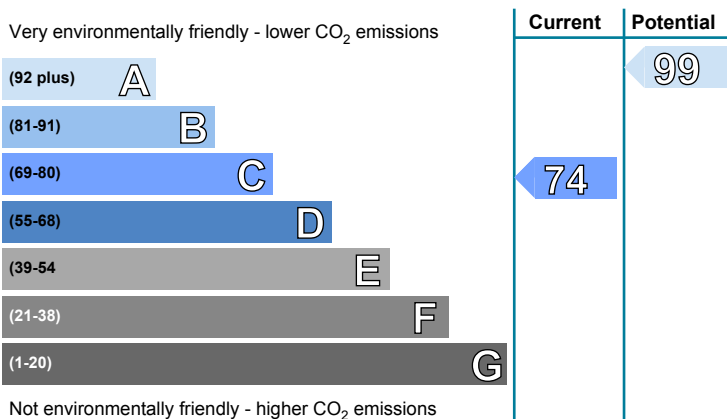 Very environmentally friendly - lower CO2 emissions
Current
Potential
(92 plus) A
99
(81-91) B
(69-80) C
74
(55-68) D
(39-54 E
(21-38) F
(1-20) G
Not environmentally friendly - higher CO2 emissions